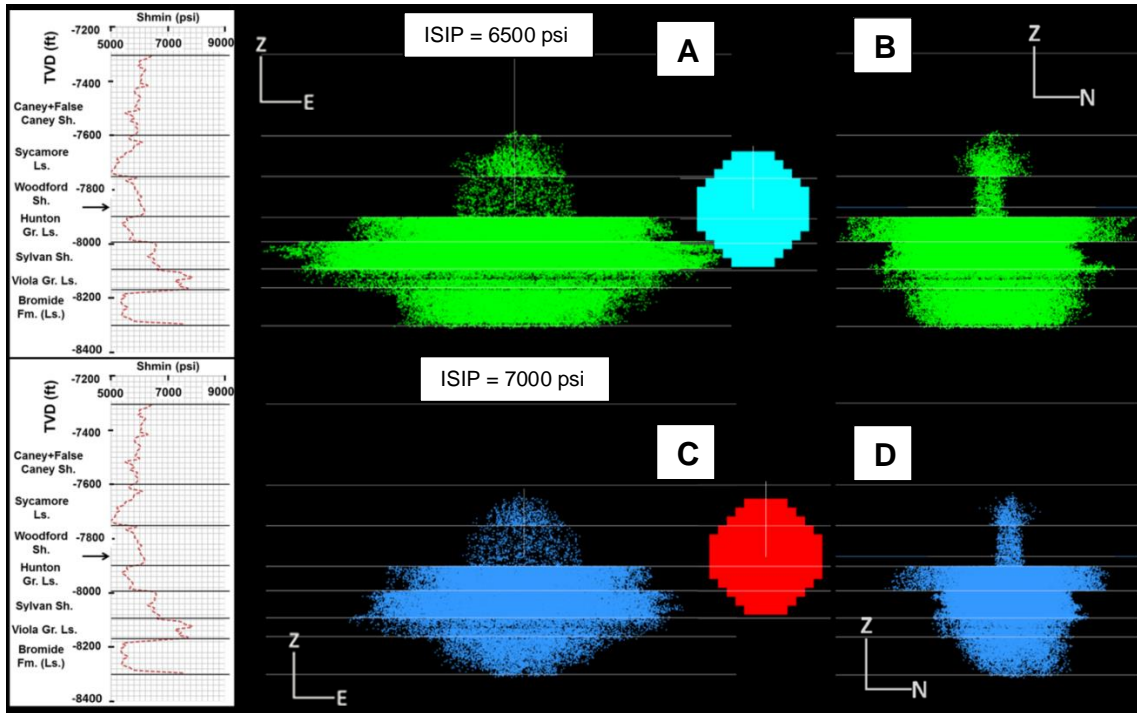 Shmin (psi)
5000 7000 9000
TVD (ft)
-7200
-7400
Caney+False
Caney Sh.
-7600
Sycamore
Ls.
Woodford
-7800
Sh.
Hunton
Gr. Ls.
-8000
Sylvan Sh.
Viola Gr. Ls.
-8200
Bromide
Fm. (Ls.)
-8400
ISIP = 6500 psi
A
Z
E
B
Z
N
Shmin (psi)
5000 7000 9000
TVD (ft)
-7200
-7400
Caney+False
Caney Sh.
-7600
Sycamore
Ls.
Woodford
-7800
Sh.
Hunton
Gr. Ls.
-8000
Sylvan Sh.
Viola Gr. Ls.
-8200
Bromide
Fm. (Ls.)
-8400
ISIP = 7000 psi
C
Z
E
D
Z
N